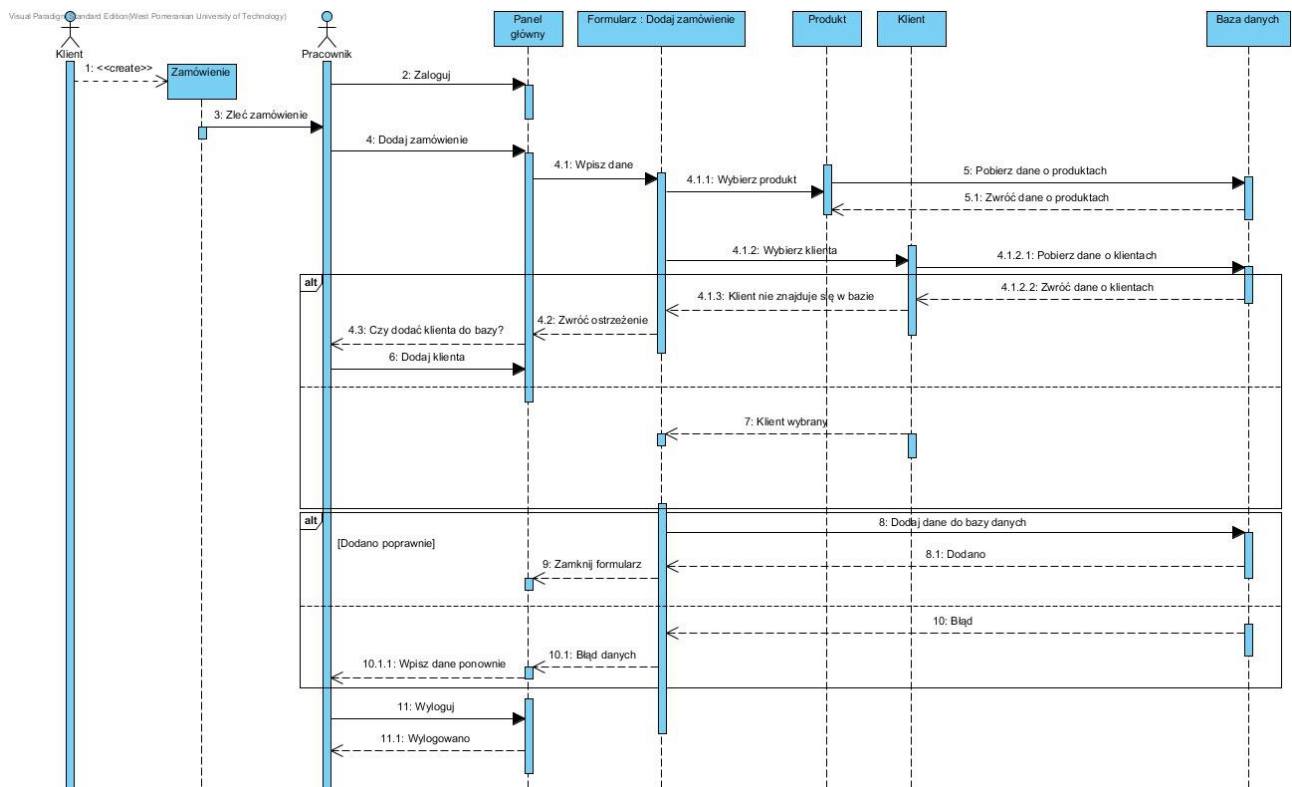 Visual Paradigm Standard Edition(West Pomeranian University of Technology)
Klient
Pracownik
Panel
główny
Formularz : Dodaj zamówienie
Produkt
Klient
Baza danych
1: <<create>>
Zamówienie
2: Zaloguj
3: Zleć zamówienie
4: Dodaj zamówienie
4.1: Wpisz dane
4.1.1: Wybierz produkt
5: Pobierz dane o produktach
5.1: Zwróć dane o produktach
4.1.2: Wybierz klienta
4.1.2.1: Pobierz dane o klientach
alt
4.1.2.2: Zwróć dane o klientach
4.1.3: Klient nie znajduje się w bazie
4.2: Zwróć ostrzeżenie
4.3: Czy dodać klienta do bazy?
6: Dodaj klienta
7: Klient wybrany
alt
8: Dodaj dane do bazy danych
[Dodano poprawnie]
8.1: Dodano
9: Zamknij formularz
10: Błąd
10.1: Błąd danych
10.1.1: Wpisz dane ponownie
11: Wyloguj
11.1: Wylogowano